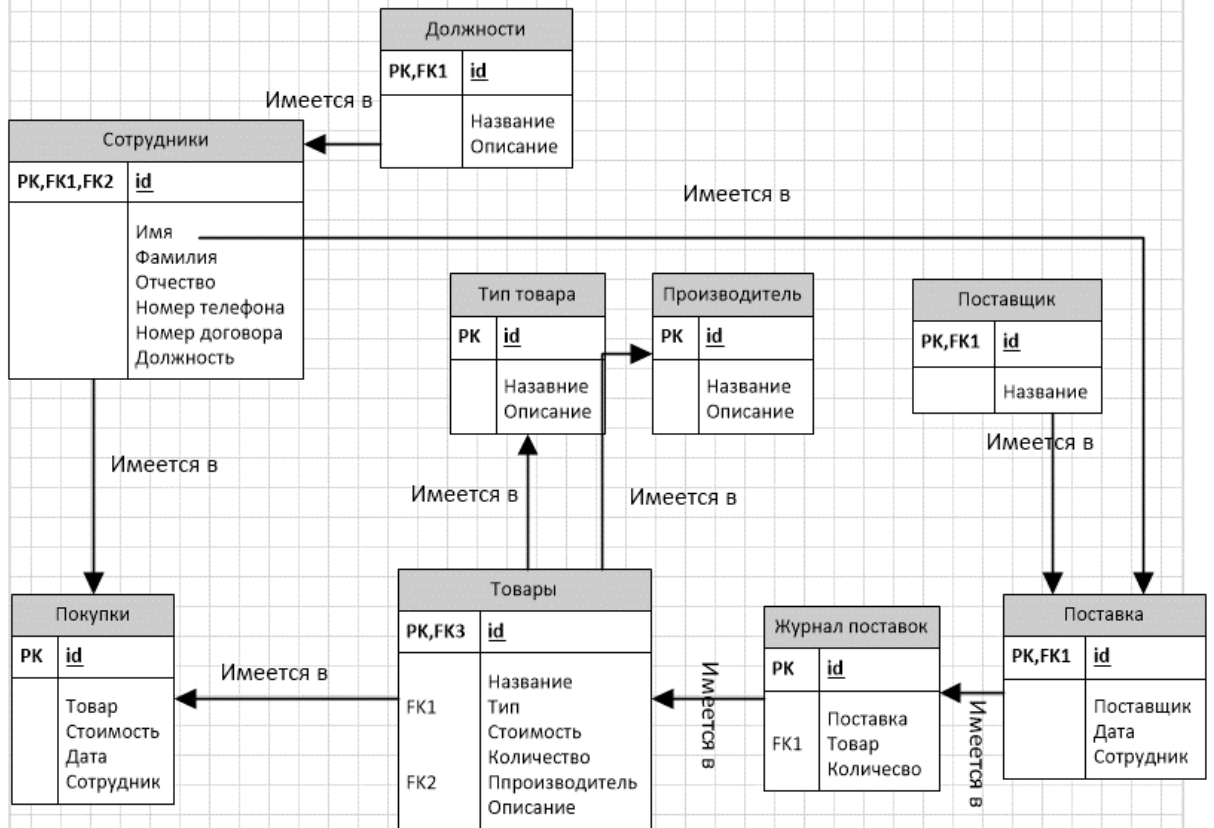 Должности
PK,FK1 id
Название
Описание
Имеется в
Сотрудники
PK,FK1,FK2 id
Имя
Фамилия
Отчество
Номер телефона
Номер договора
Должность
Имеется в
Тип товара
PK id
Назавние
Описание
Производитель
PK id
Название
Описание
Поставщик
PK,FK1 id
Название
Имеется в
Имеется в
Имеется в
Имеется в
Покупки
PK id
Товар
Стоимость
Дата
Сотрудник
Имеется в
Товары
PK,FK3 id
Название
FK1 Тип
Стоимость
Количество
FK2 Ппроизводитель
Описание
Имеется в
Журнал поставок
PK id
Поставка
FK1 Товар
Количесво
Имеется в
Поставка
PK,FK1 id
Поставщик
Дата
Сотрудник